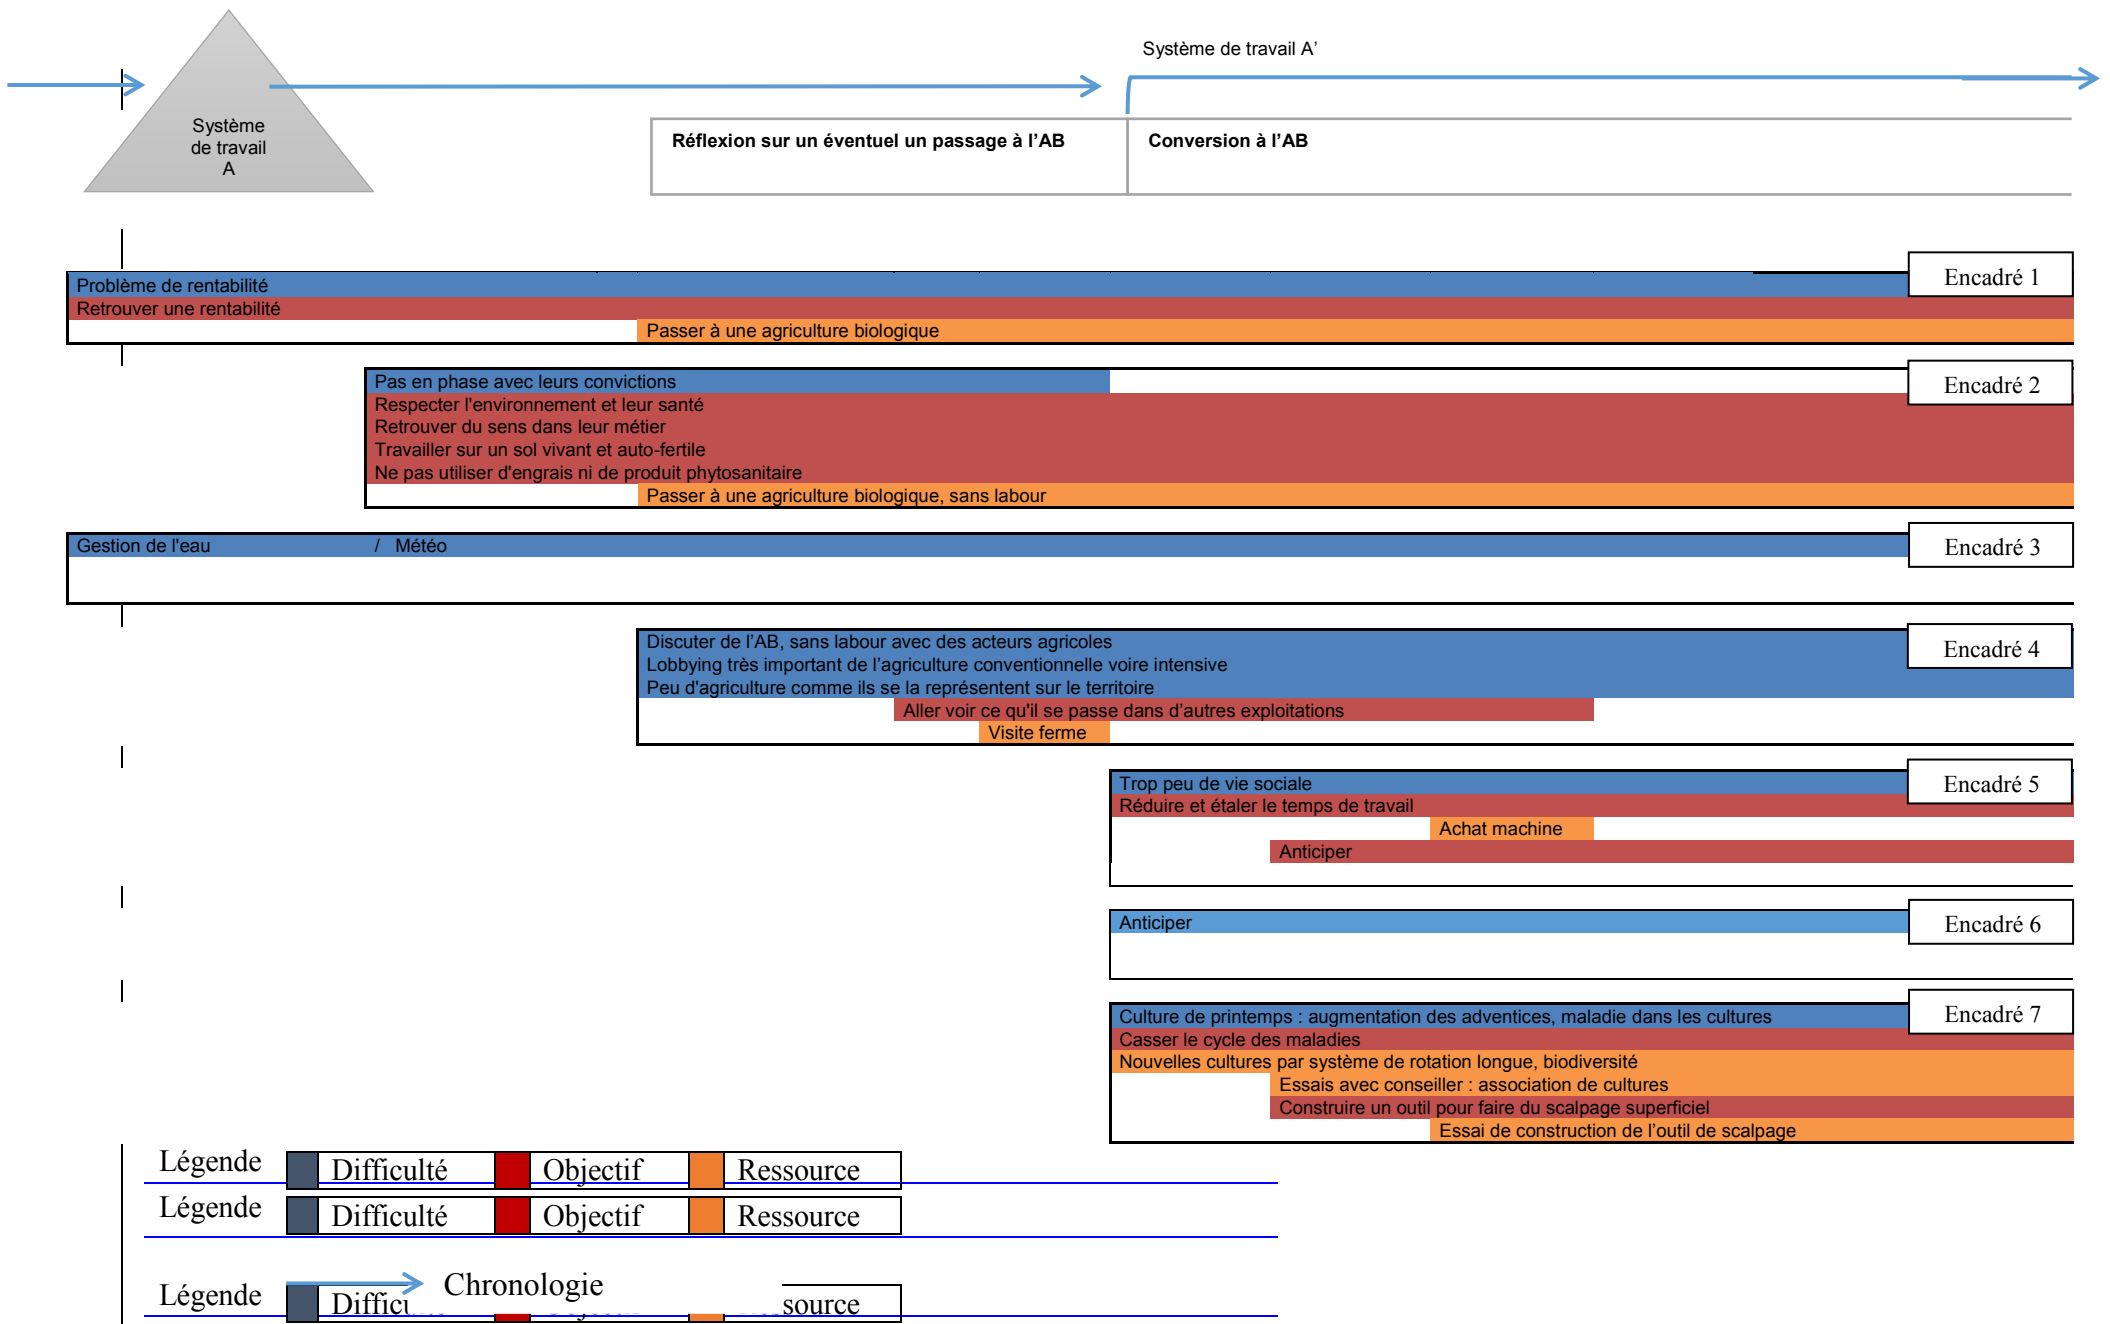 Système de travail A'
Système
de travail
A
Réflexion sur un éventuel un passage à l'AB
Conversion à l'AB
Encadré 1
Problème de rentabilité
Retrouver une rentabilité
Passer à une agriculture biologique
Encadré 2
Pas en phase avec leurs convictions
Respecter l'environnement et leur santé
Retrouver du sens dans leur métier
Travailler sur un sol vivant et auto-fertile
Ne pas utiliser d'engrais ni de produit phytosanitaire
Passer à une agriculture biologique, sans labour
Gestion de l'eau / Météo
Encadré 3
Discuter de l'AB, sans labour avec des acteurs agricoles
Encadré 4
Lobbying très important de l'agriculture conventionnelle voire intensive
Peu d'agriculture comme ils se la représentent sur le territoire
Aller voir ce qu'il se passe dans d'autres exploitations
Visite ferme
Trop peu de vie sociale
Encadré 5
Réduire et étaler le temps de travail
Achat machine
Anticiper
Anticiper
Encadré 6
Culture de printemps : augmentation des adventices, maladie dans les cultures
Encadré 7
Casser le cycle des maladies
Nouvelles cultures par système de rotation longue, biodiversité
Essais avec conseiller : association de cultures
Construire un outil pour faire du scalpage superficiel
Essai de construction de l'outil de scalpage
Légende Difficulté Objectif Ressource
Légende Difficulté Objectif Ressource
Chronologie
Légende